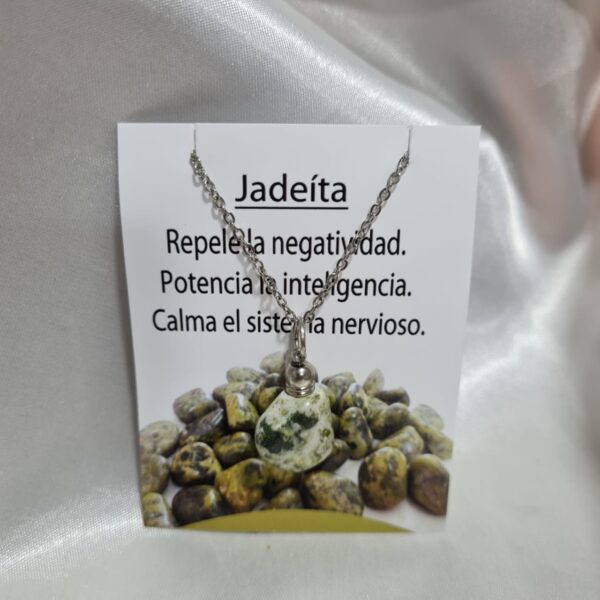 Jadeíta
Repele la negatividad.
Potencia la inteligencia.
Calma el sistema nervioso.